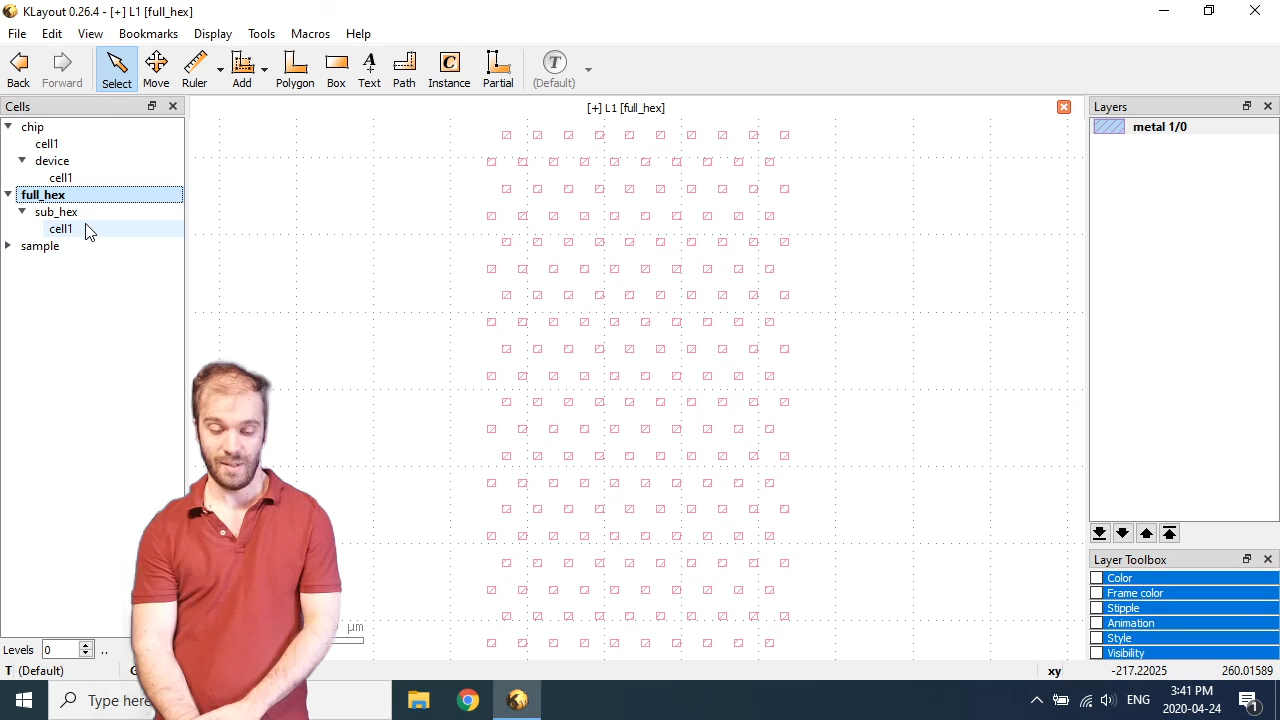 KLayout 0.26.4 - [+] L1 [full_hex]
File Edit View Bookmarks Display Tools Macros Help
Back Forward Select Move Ruler Add Polygon Box Text Path Instance Partial (Default)
Cells
[+] L1 [full_hex]
Layers
chip
cell1
device
cell1
full_hex
sub_hex
cell1
sample
metal 1/0
Layer Toolbox
Color
Frame color
Stipple
Animation
Style
Visibility
µm
Levels 0 ..
T (Default)
xy -217.22025 260.01589
Type here
ENG
3:41 PM
2020-04-24
1